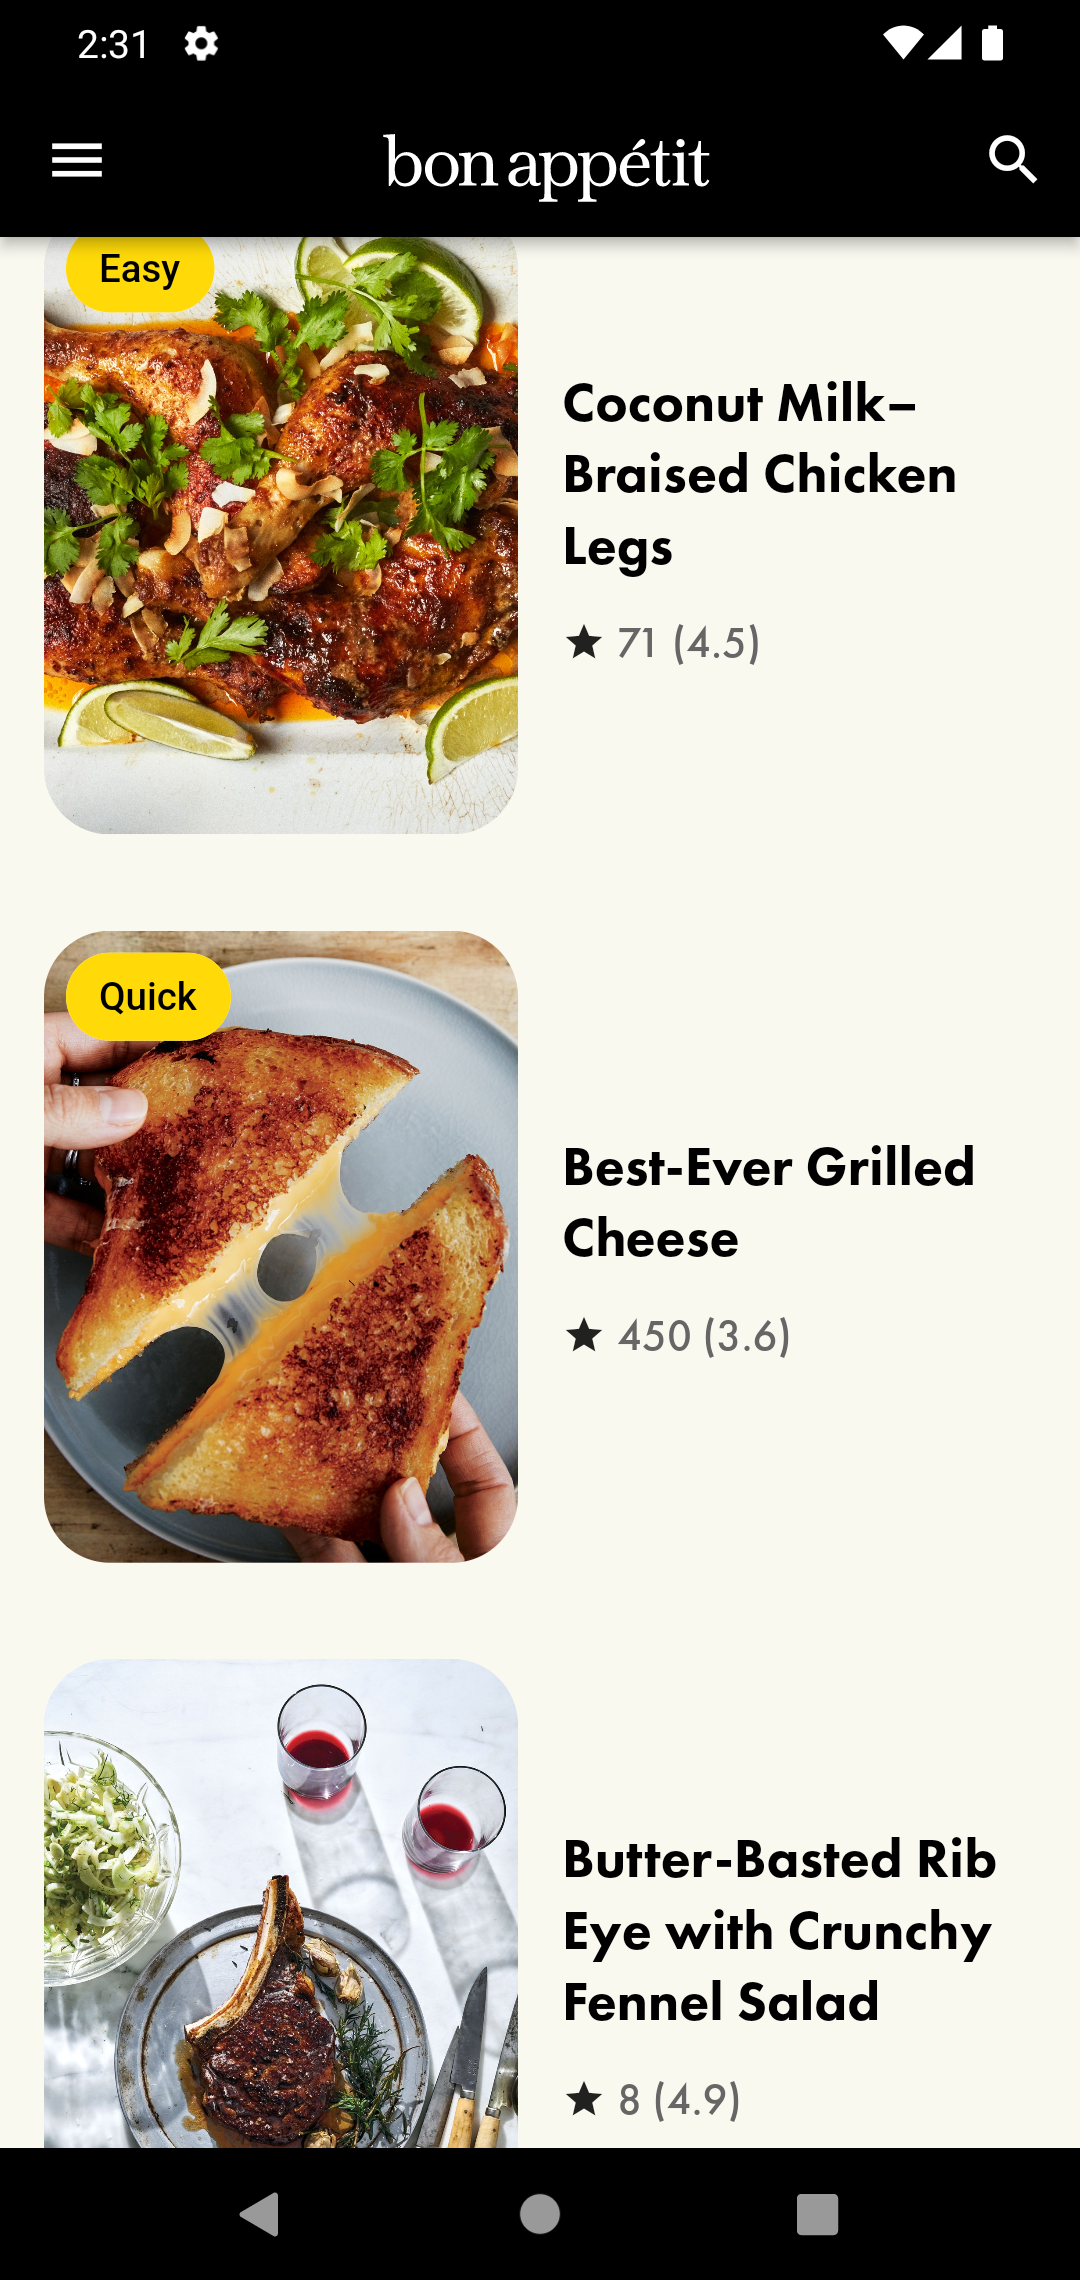 2:31
bon appétit
Easy
Coconut Milk–
Braised Chicken
Legs
★ 71 (4.5)
Quick
Best-Ever Grilled
Cheese
★ 450 (3.6)
Butter-Basted Rib
Eye with Crunchy
Fennel Salad
★ 8 (4.9)